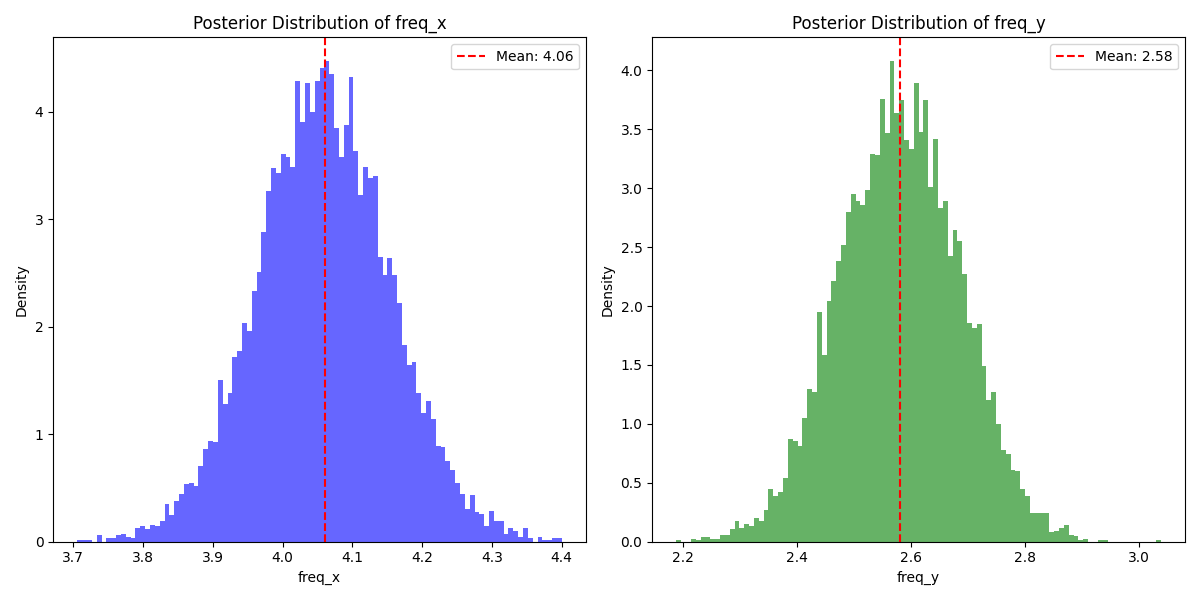 Posterior Distribution of freq_x
Mean: 4.06
Density
4
3
2
1
0
3.7 3.8 3.9 4.0 4.1 4.2 4.3 4.4
freq_x
Posterior Distribution of freq_y
Mean: 2.58
Density
4.0
3.5
3.0
2.5
2.0
1.5
1.0
0.5
0.0
2.2 2.4 2.6 2.8 3.0
freq_y